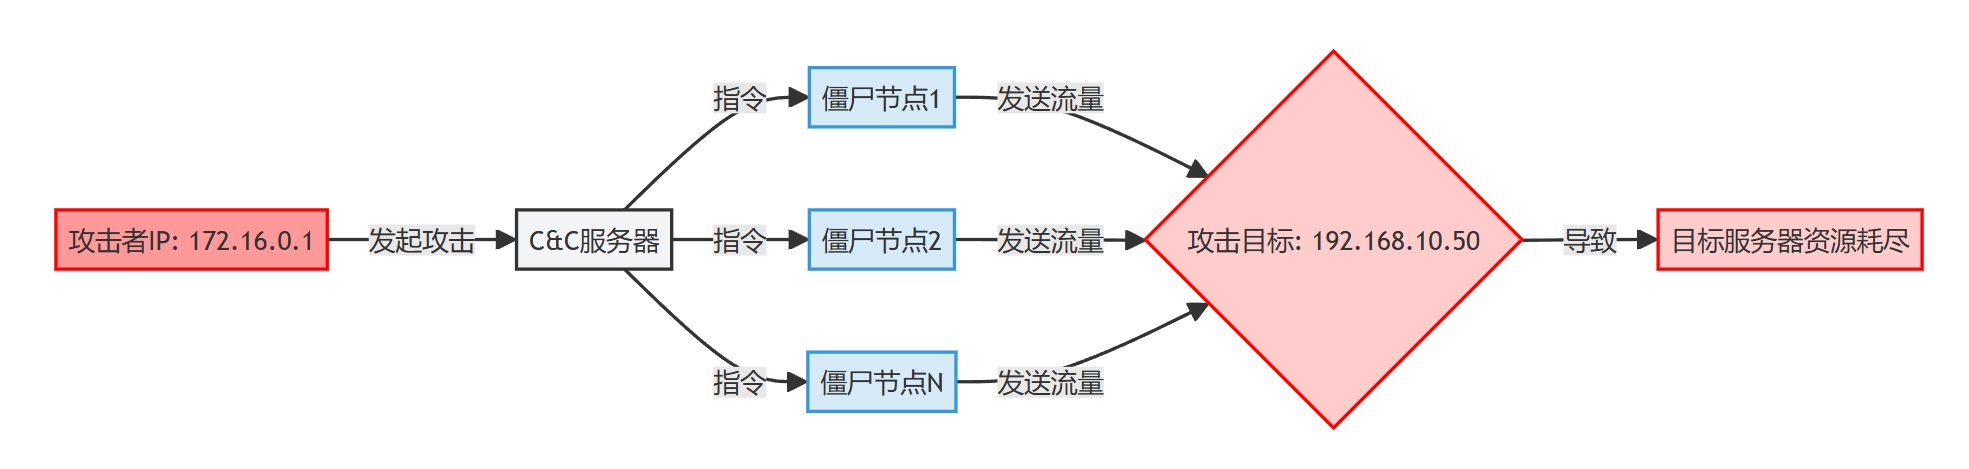 攻击者IP: 172.16.0.1
发起攻击
C&C服务器
指令
僵尸节点1
发送流量
指令
僵尸节点2
发送流量
指令
僵尸节点N
发送流量
攻击目标: 192.168.10.50
导致
目标服务器资源耗尽